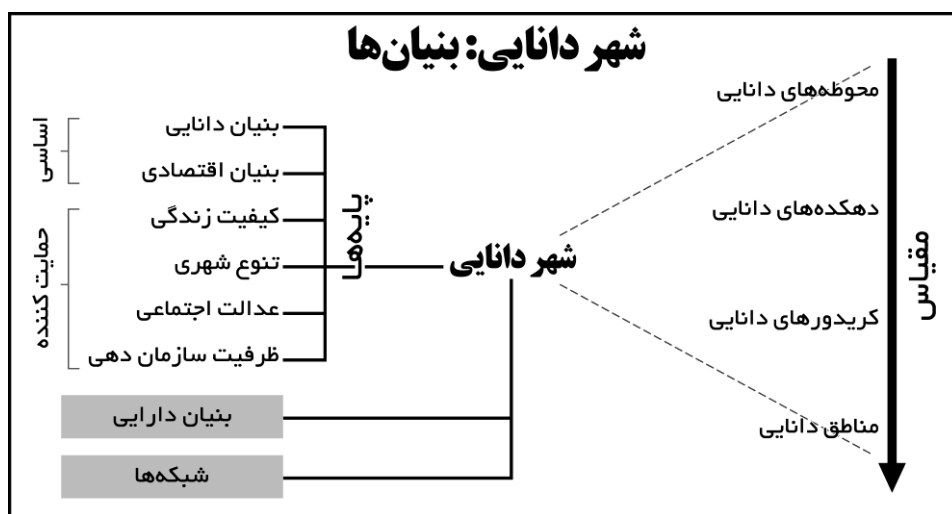 شهر دانایی: بنیان‌ها
مقیاس
محوطه‌های دانایی
دهکده‌های دانایی
کریدورهای دانایی
مناطق دانایی
شهر دانایی
پایه‌ها
بنیان دانایی
بنیان اقتصادی
کیفیت زندگی
تنوع شهری
عدالت اجتماعی
ظرفیت سازمان دهی
اساسی
حمایت کننده
بنیان دارایی
شبکه‌ها